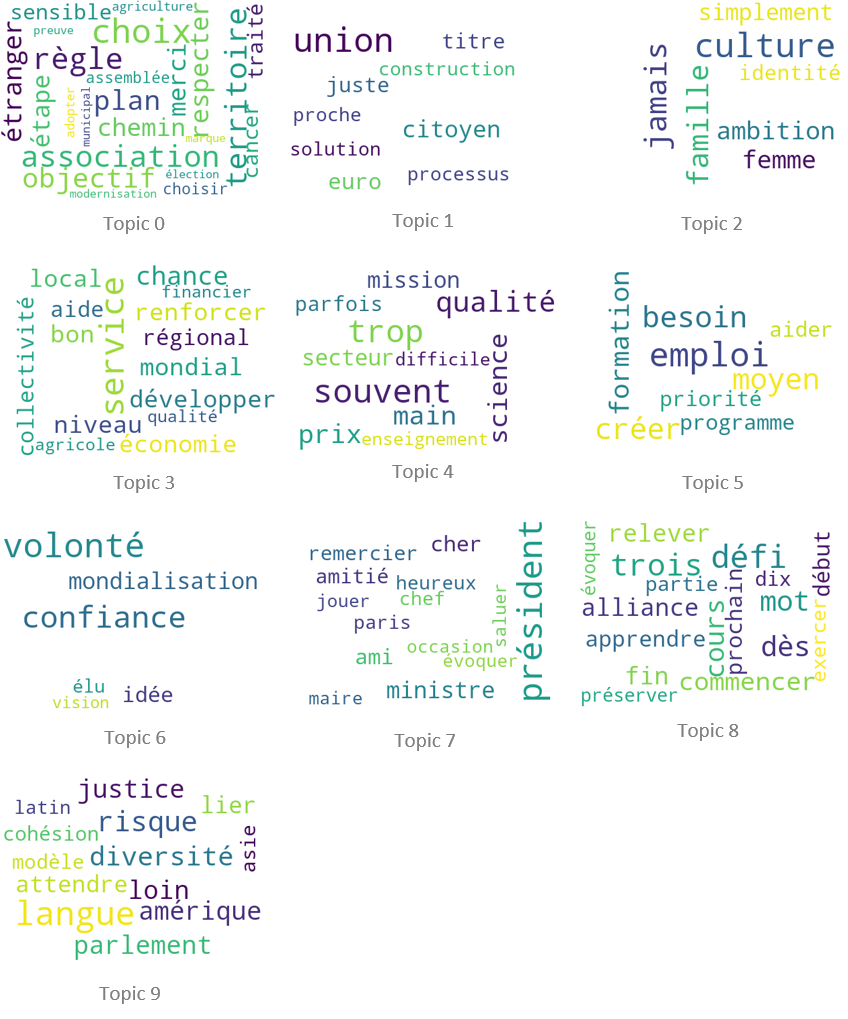 sensible
agriculture
preuve
choix
étranger
règle
assemblée
merci
respecter
territoire
traité
étape
adopter
municipal
plan
chemin
marque
cancer
association
objectif
élection
choisir
modernisation
Topic 0
union
titre
construction
juste
proche
citoyen
solution
processus
euro
Topic 1
simplement
culture
jamais
identité
famille
ambition
femme
Topic 2
local
chance
financier
collectivité
aide
service
renforcer
bon
régional
mondial
développer
niveau
qualité
agricole
économie
Topic 3
mission
parfois
qualité
trop
secteur
difficile
science
souvent
main
prix
enseignement
Topic 4
formation
besoin
aider
emploi
moyen
priorité
créer
programme
Topic 5
volonté
mondialisation
confiance
élu
vision
idée
Topic 6
remercier
cher
président
amitié
heureux
jouer
chef
saluer
paris
occasion
ami
évoquer
ministre
maire
Topic 7
évoquer
relever
défi
début
trois
partie
dix
prochain
alliance
mot
cours
apprendre
dès
exercer
fin
commencer
préserver
Topic 8
justice
latin
lier
risque
cohésion
asie
modèle
diversité
attendre
loin
langue
amérique
parlement
Topic 9